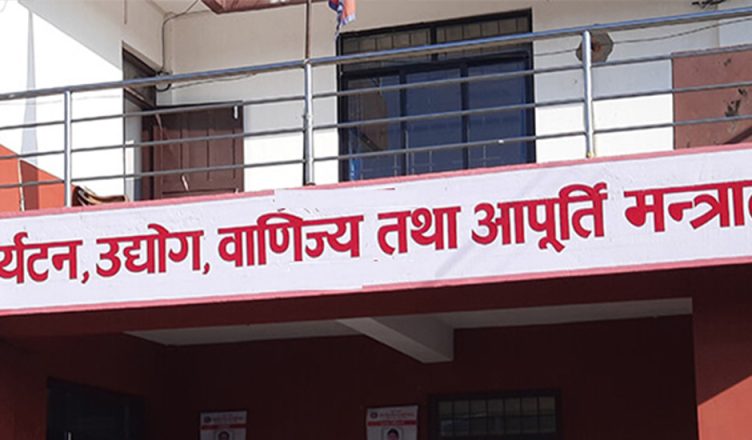 र्यटन, उद्योग, वाणिज्य तथा आपूर्ति मन्त्राल